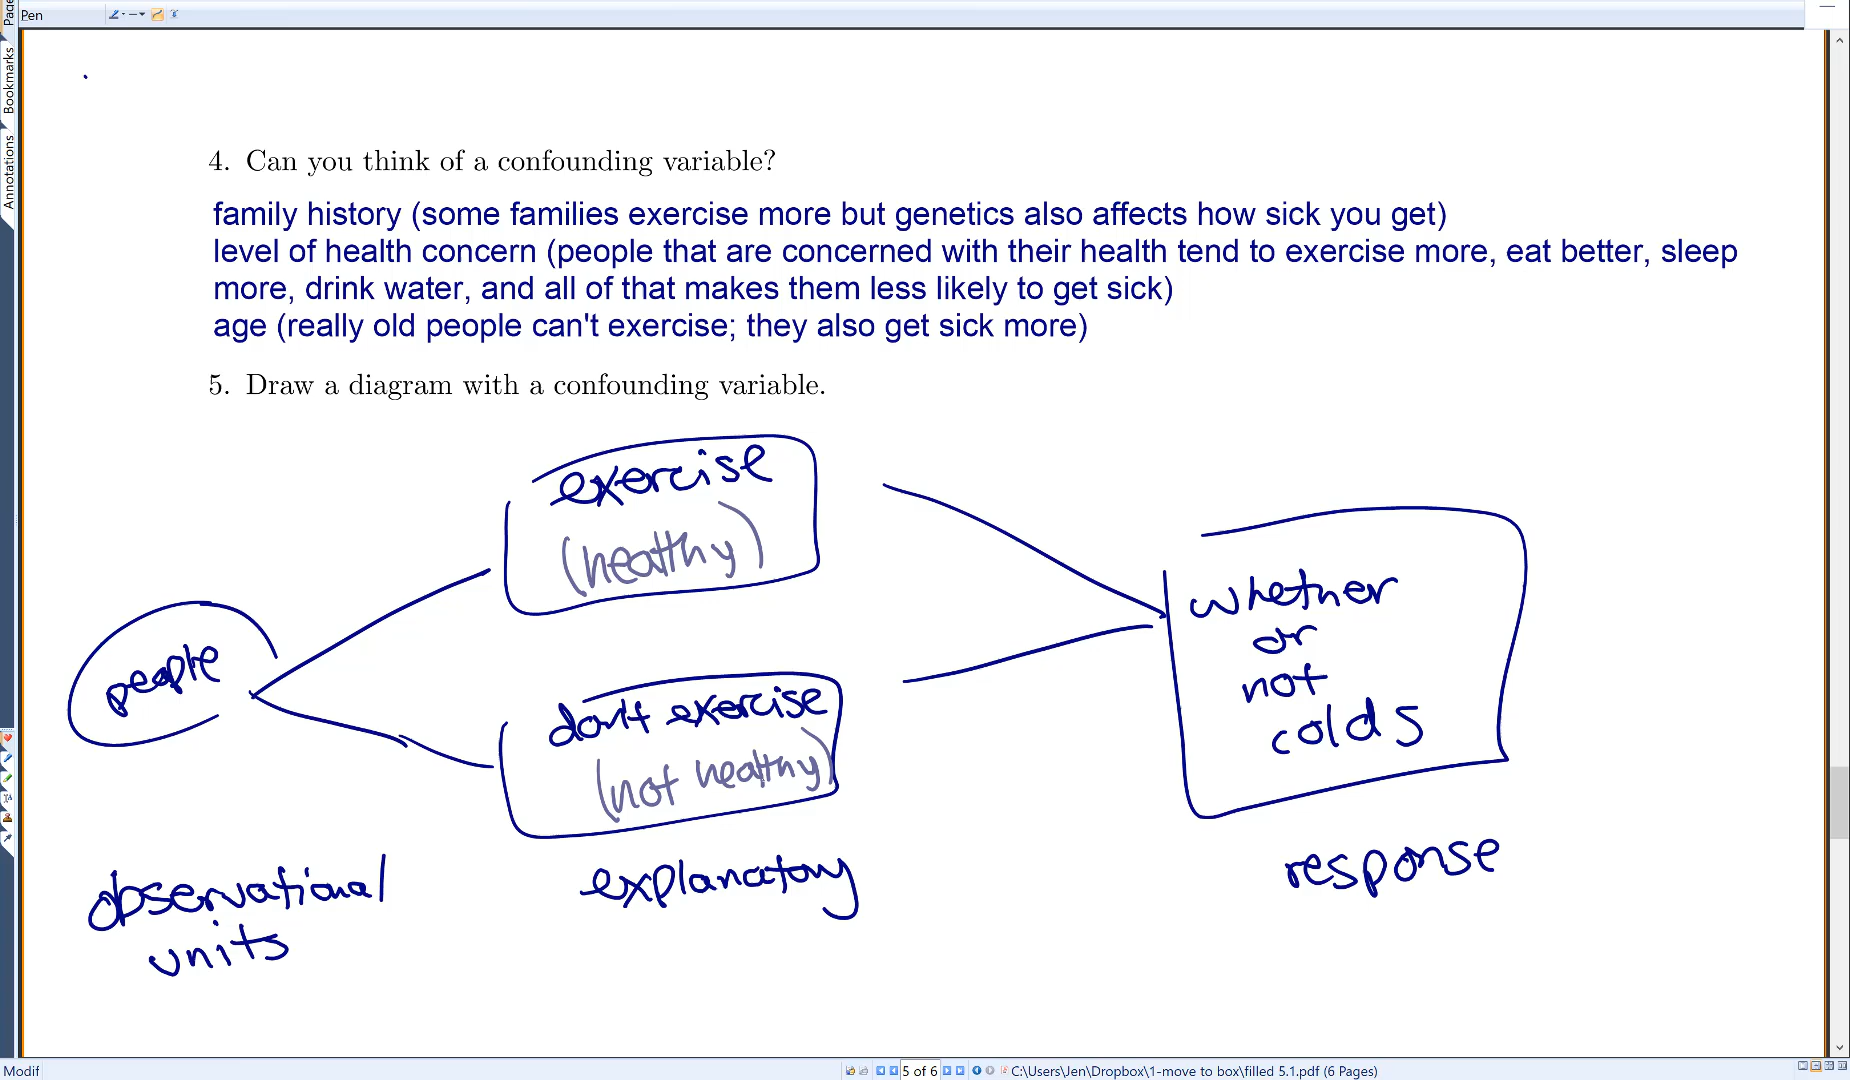 Pen
Page
Bookmarks
Annotations
4. Can you think of a confounding variable?
family history (some families exercise more but genetics also affects how sick you get)
level of health concern (people that are concerned with their health tend to exercise more, eat better, sleep
more, drink water, and all of that makes them less likely to get sick)
age (really old people can't exercise; they also get sick more)
5. Draw a diagram with a confounding variable.
exercise
(healthy)
people
don't exercise
(not healthy)
whether
or
not
colds
observational
units
explanatory
response
Modif
5 of 6
C:\Users\Jen\Dropbox\1-move to box\filled 5.1.pdf (6 Pages)